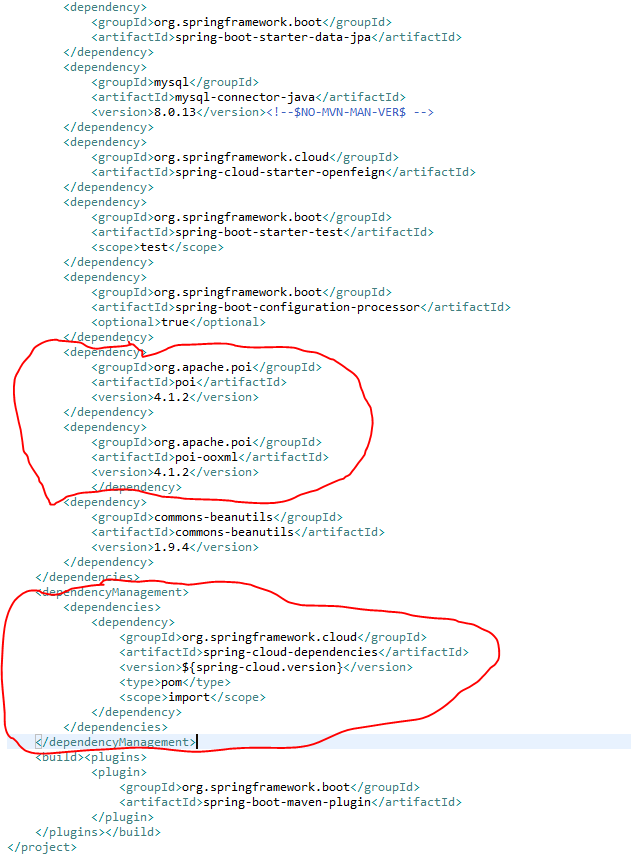 <dependency>
<groupId>org.springframework.boot</groupId>
<artifactId>spring-boot-starter-data-jpa</artifactId>
</dependency>
<dependency>
<groupId>mysql</groupId>
<artifactId>mysql-connector-java</artifactId>
<version>8.0.13</version><!--$NO-MVN-MAN-VER$ -->
</dependency>
<dependency>
<groupId>org.springframework.cloud</groupId>
<artifactId>spring-cloud-starter-openfeign</artifactId>
</dependency>
<dependency>
<groupId>org.springframework.boot</groupId>
<artifactId>spring-boot-starter-test</artifactId>
<scope>test</scope>
</dependency>
<dependency>
<groupId>org.springframework.boot</groupId>
<artifactId>spring-boot-configuration-processor</artifactId>
<optional>true</optional>
</dependency>
<dependency>
<groupId>org.apache.poi</groupId>
<artifactId>poi</artifactId>
<version>4.1.2</version>
</dependency>
<dependency>
<groupId>org.apache.poi</groupId>
<artifactId>poi-ooxml</artifactId>
<version>4.1.2</version>
</dependency>
<dependency>
<groupId>commons-beanutils</groupId>
<artifactId>commons-beanutils</artifactId>
<version>1.9.4</version>
</dependency>
</dependencies>
<dependencyManagement>
<dependencies>
<dependency>
<groupId>org.springframework.cloud</groupId>
<artifactId>spring-cloud-dependencies</artifactId>
<version>${spring-cloud.version}</version>
<type>pom</type>
<scope>import</scope>
</dependency>
</dependencies>
</dependencyManagement>
<build><plugins>
<plugin>
<groupId>org.springframework.boot</groupId>
<artifactId>spring-boot-maven-plugin</artifactId>
</plugin>
</plugins></build>
</project>